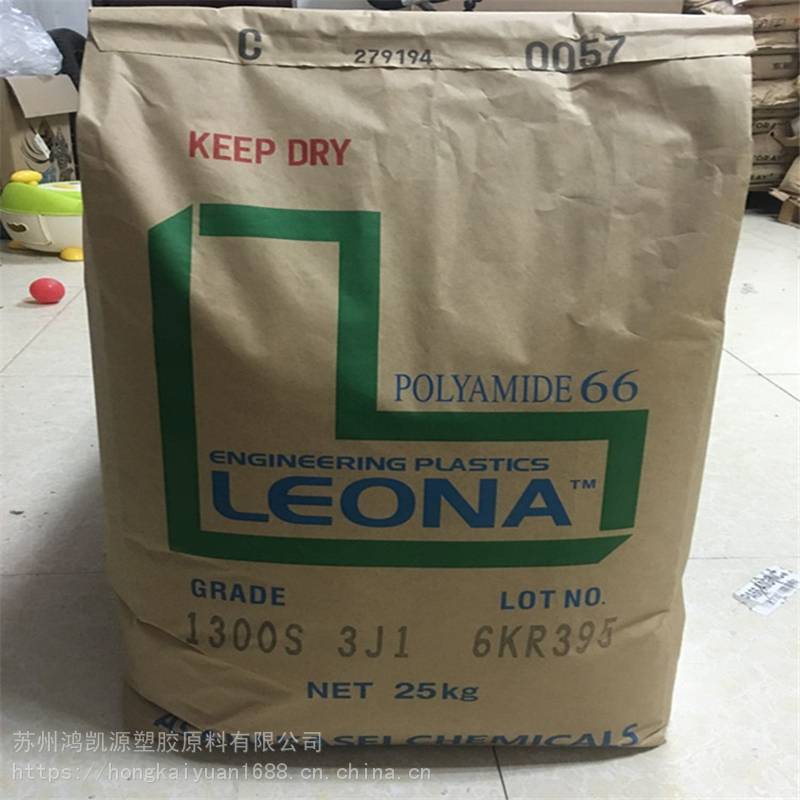 C 279194 0057
KEEP DRY
POLYAMIDE 66
ENGINEERING PLASTICS
LEONA™
GRADE LOT NO.
1300S 3J1 6KR395
NET 25kg
CHEMICALS
苏州鸿凯源塑胶原料有限公司
https://hongkaiyuan1688.cn.china.cn